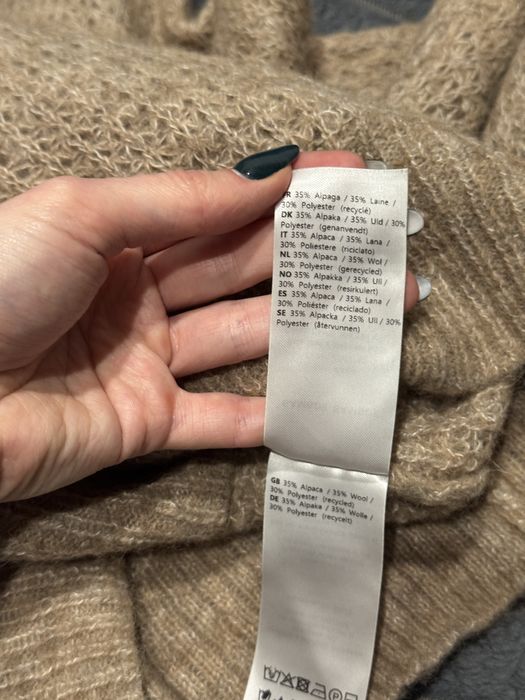 FR 35% Alpaga / 35% Laine /
30% Polyester (recyclé)
DK 35% Alpaka / 35% Uld / 30%
Polyester (genanvendt)
IT 35% Alpaca / 35% Lana /
30% Poliestere (riciclato)
NL 35% Alpaca / 35% Wol /
30% Polyester (gerecycled)
NO 35% Alpakka / 35% Ull /
30% Polyester (resirkulert)
ES 35% Alpaca / 35% Lana /
30% Poliéster (reciclado)
SE 35% Alpacka / 35% Ull / 30%
Polyester (återvunnen)
GB 35% Alpaca / 35% Wool /
30% Polyester (recycled)
DE 35% Alpaka / 35% Wolle /
30% Polyester (recycelt)